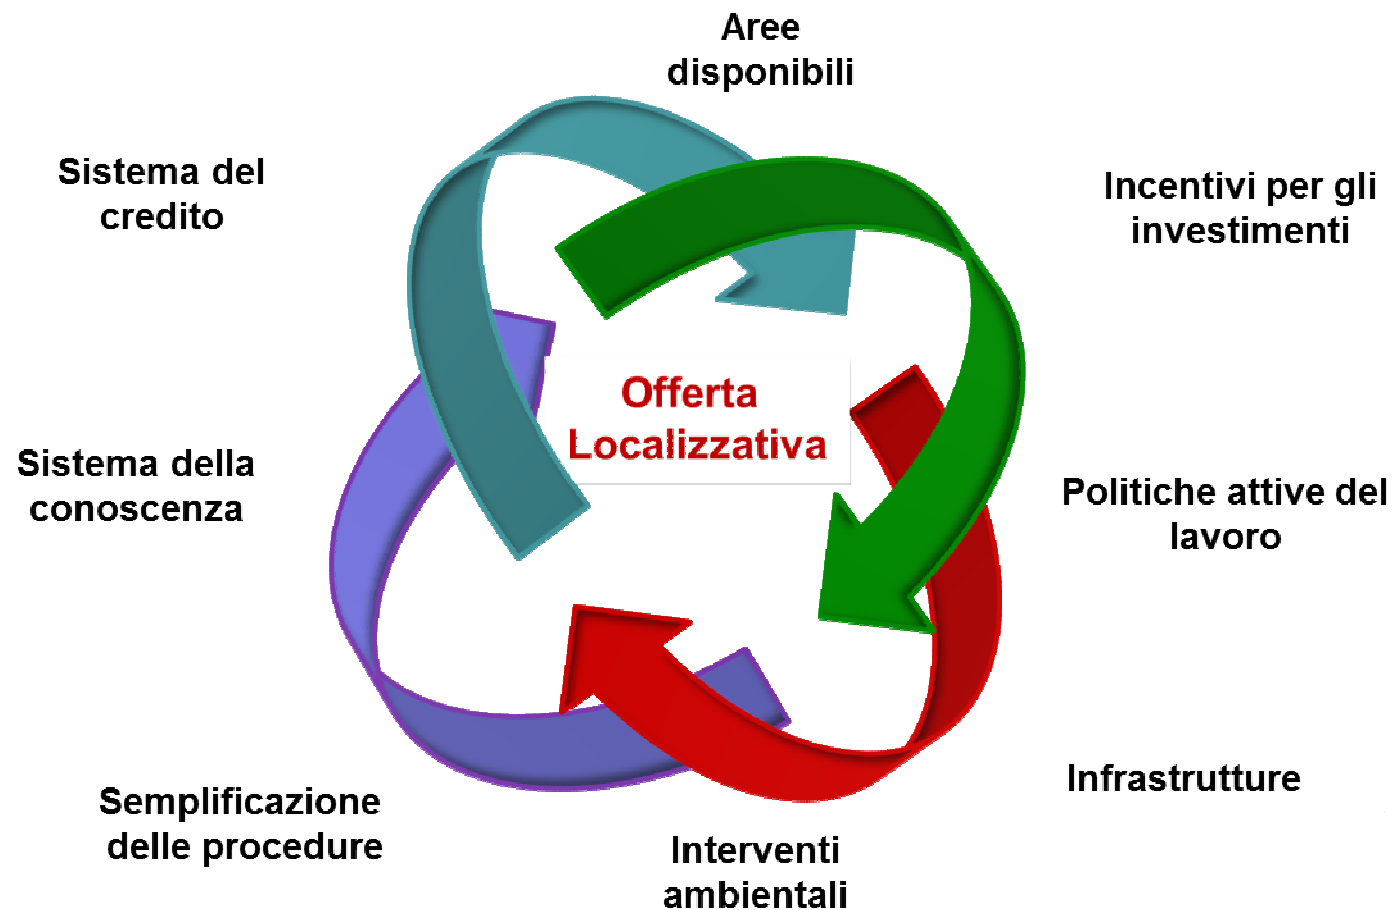 Aree
disponibili
Sistema del
credito
Incentivi per gli
investimenti
Offerta
Localizzativa
Sistema della
conoscenza
Politiche attive del
lavoro
Semplificazione
delle procedure
Infrastrutture
Interventi
ambientali